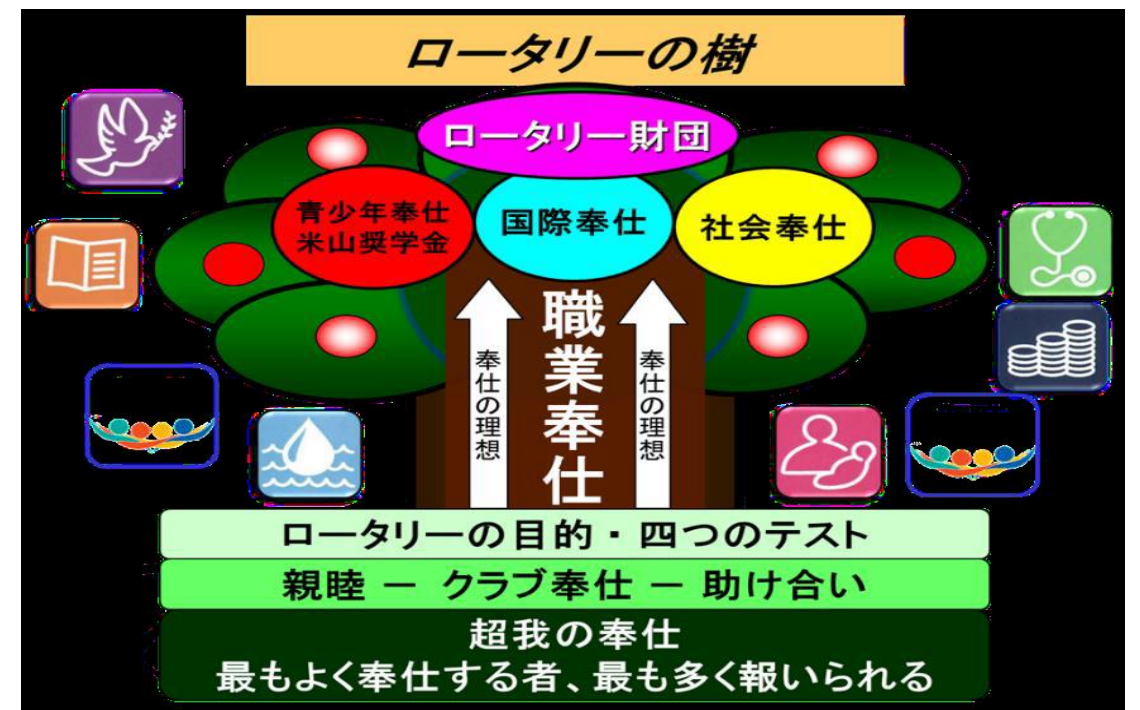 ロータリーの樹
ロータリー財団
青少年奉仕
米山奨学金
国際奉仕
社会奉仕
職業奉仕
奉仕の理想
奉仕の理想
ロータリーの目的・四つのテスト
親睦 － クラブ奉仕 － 助け合い
超我の奉仕
最もよく奉仕する者、最も多く報いられる